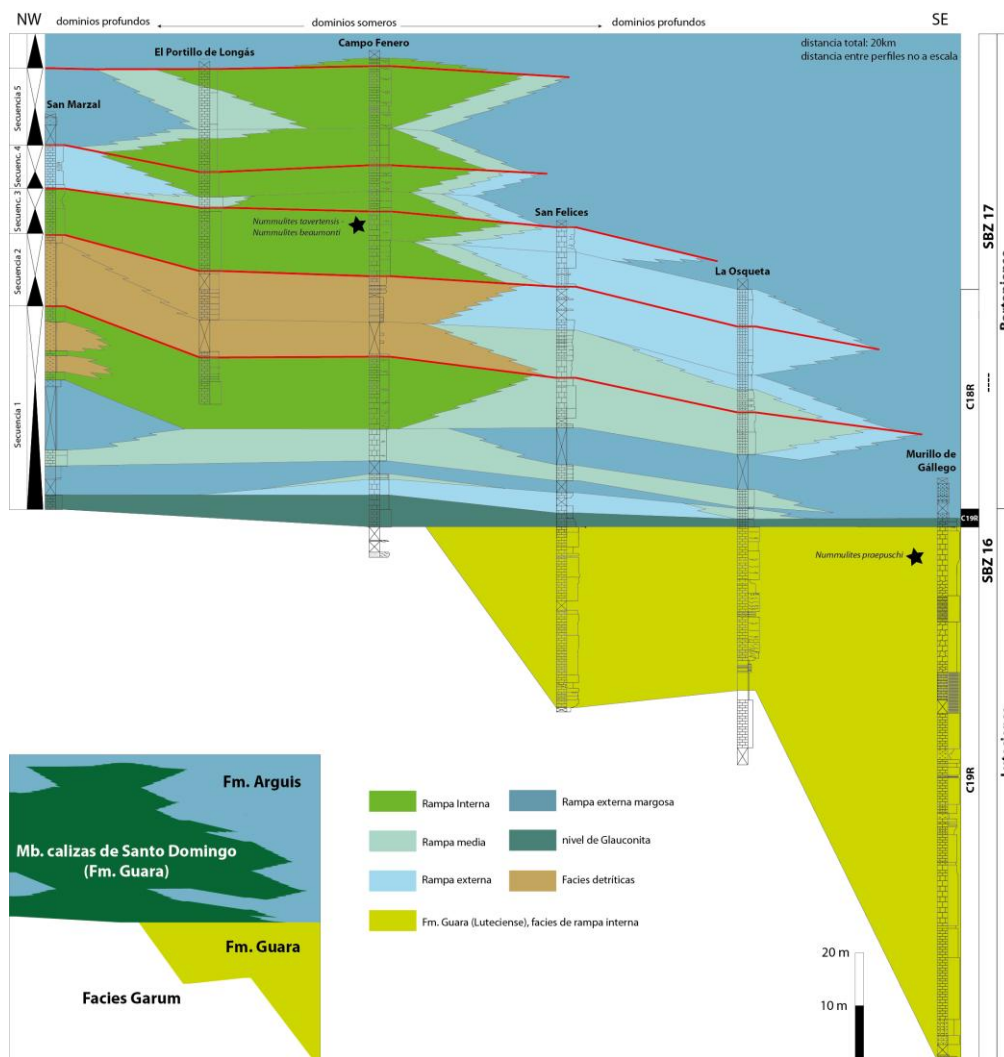 NW
dominios profundos
dominios someros
dominios profundos
SE
El Portillo de Longás
Campo Fenero
distancia total: 20km
distancia entre perfiles no a escala
San Marzal
Secuencia 5
Secuenc. 4
Secuenc. 3
Secuencia 2
Secuencia 1
Nummulites tavertensis -
Nummulites beaumonti
San Felices
La Osqueta
Murillo de
Gállego
Nummulites praepuschi
SBZ 17
SBZ 16
C18R
C19R
C19R
----
Fm. Arguis
Mb. calizas de Santo Domingo
(Fm. Guara)
Fm. Guara
Facies Garum
Rampa Interna
Rampa externa margosa
Rampa media
nivel de Glauconita
Rampa externa
Facies detríticas
Fm. Guara (Luteciense), facies de rampa interna
20 m
10 m